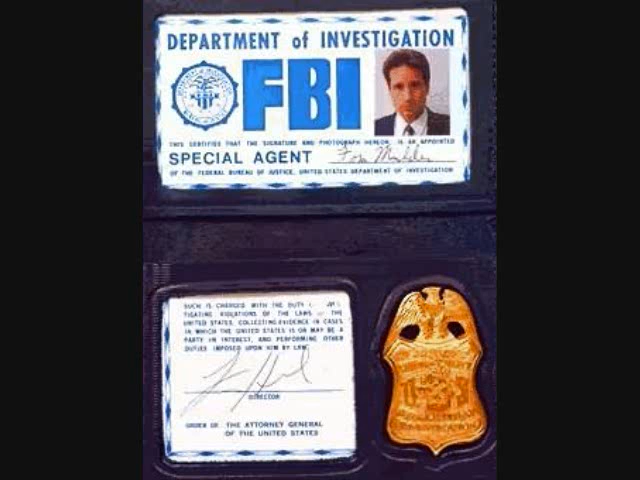 DEPARTMENT of INVESTIGATION
FBI
THIS CERTIFIES THAT THE SIGNATURE AND PHOTOGRAPH HEREON, IS AN APPOINTED
SPECIAL AGENT Fox Mulder
OF THE FEDERAL BUREAU OF JUSTICE, UNITED STATES DEPARTMENT OF INVESTIGATION
SUCH IS CHARGED WITH THE DUTY
TIGATING VIOLATIONS OF THE LAWS THE
UNITED STATES, COLLECTING EVIDENCE IN CASES
IN WHICH THE UNITED STATES IS OR MAY BE A
PARTY IN INTEREST, AND PERFORMING OTHER
DUTIES IMPOSED UPON HIM BY LAW.
DIRECTOR
ORDER OF THE ATTORNEY GENERAL
OF THE UNITED STATES